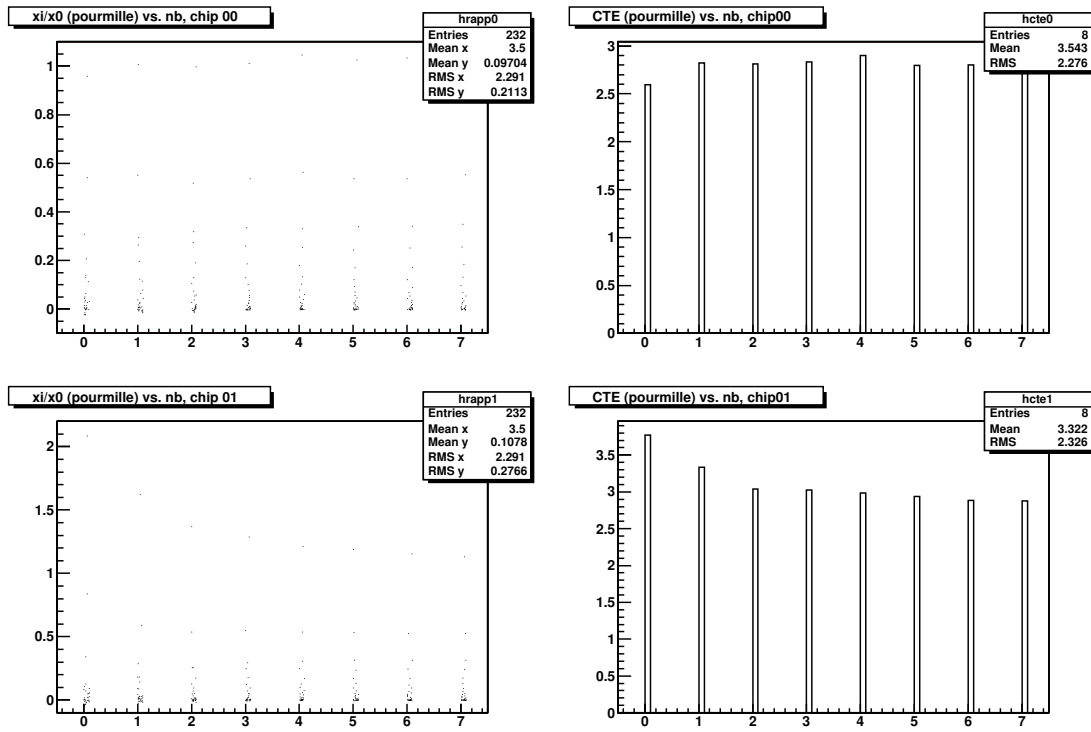 xi/x0 (pourmille) vs. nb, chip 00
hrapp0
Entries 232
Mean x 3.5
Mean y 0.09704
RMS x 2.291
RMS y 0.2113
1
0.8
0.6
0.4
0.2
0
0 1 2 3 4 5 6 7
CTE (pourmille) vs. nb, chip00
hcte0
Entries 8
Mean 3.543
RMS 2.276
3
2.5
2
1.5
1
0.5
0
0 1 2 3 4 5 6 7
xi/x0 (pourmille) vs. nb, chip 01
hrapp1
Entries 232
Mean x 3.5
Mean y 0.1078
RMS x 2.291
RMS y 0.2766
2
1.5
1
0.5
0
0 1 2 3 4 5 6 7
CTE (pourmille) vs. nb, chip01
hcte1
Entries 8
Mean 3.322
RMS 2.326
3.5
3
2.5
2
1.5
1
0.5
0
0 1 2 3 4 5 6 7